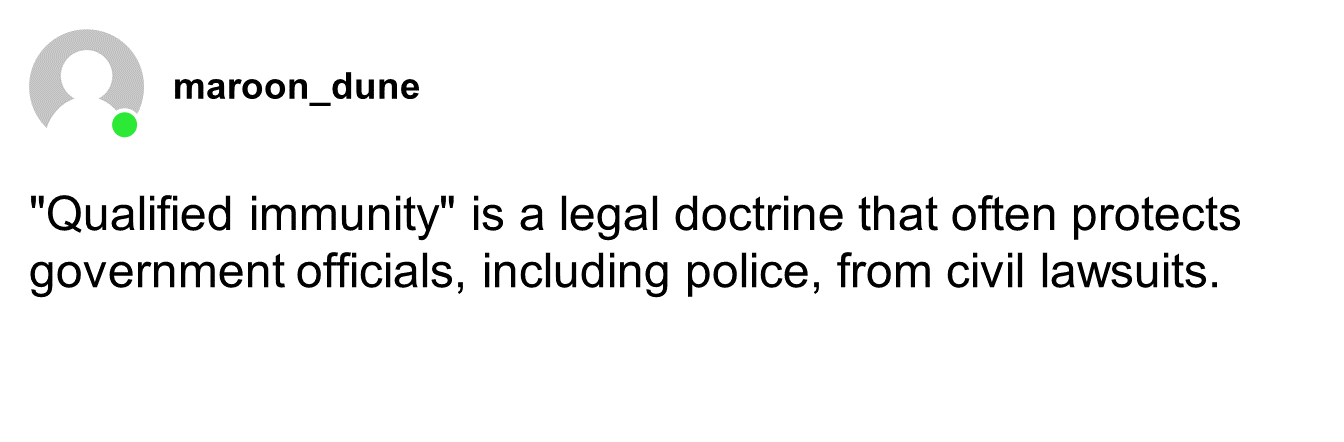 maroon_dune
"Qualified immunity" is a legal doctrine that often protects
government officials, including police, from civil lawsuits.